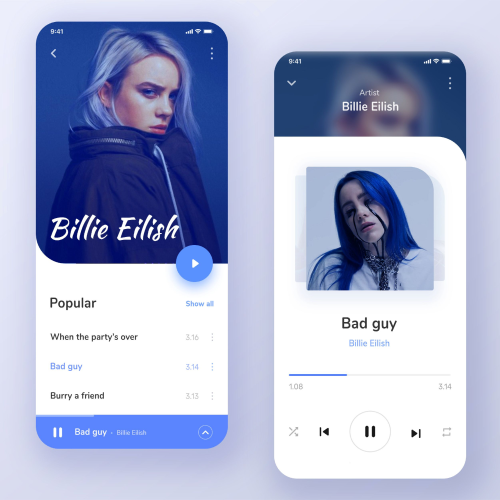 9:41
Billie Eilish
Popular
Show all
When the party's over
3.16
Bad guy
3.14
Burry a friend
3.13
Bad guy - Billie Eilish
9:41
Artist
Billie Eilish
Bad guy
Billie Eilish
1.08
3.14